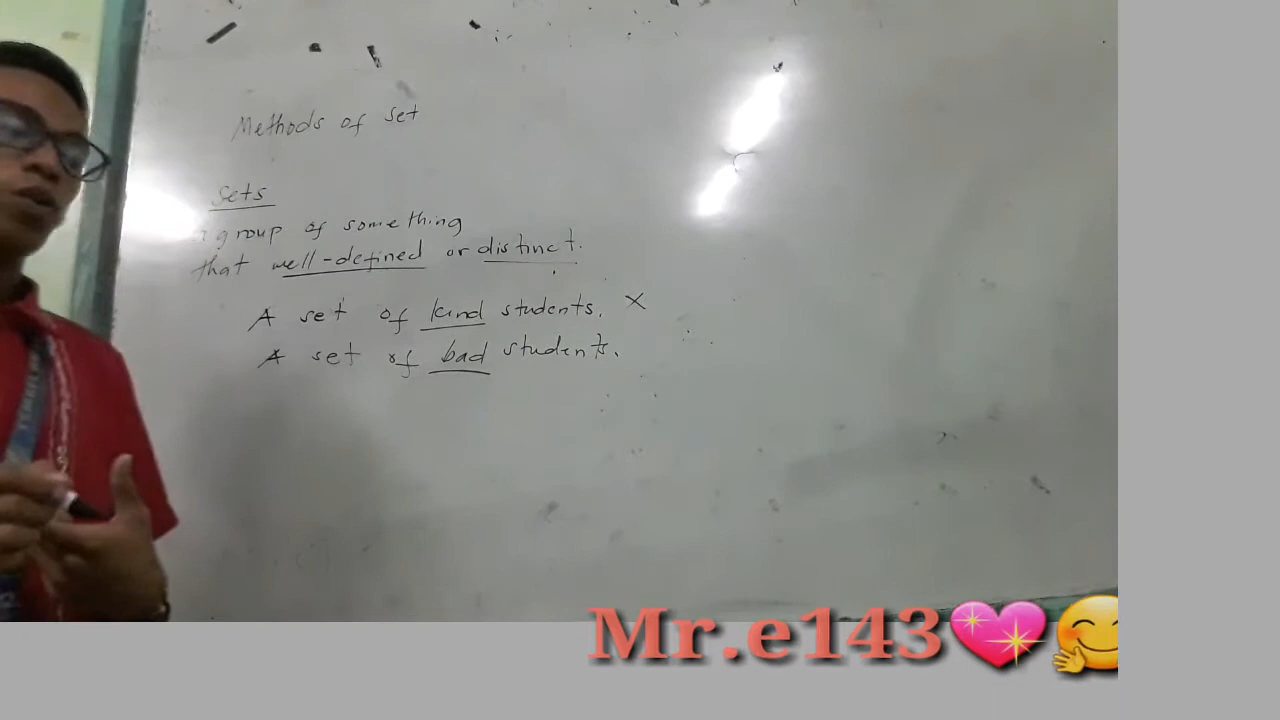 Methods of set
Sets
a group of something
that well-defined or distinct.
A set of kind students. X
A set of bad students.
Mr.e143💖🤗